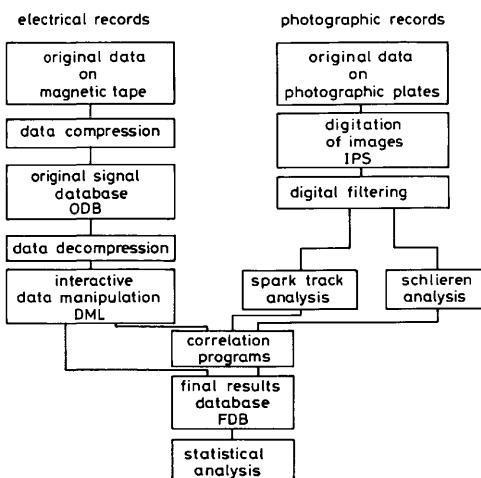 electrical records
original data
on
magnetic tape
data compression
original signal
database
ODB
data decompression
interactive
data manipulation
DML
photographic records
original data
on
photographic plates
digitation
of images
IPS
digital filtering
spark track
analysis
schlieren
analysis
correlation
programs
final results
database
FDB
statistical
analysis